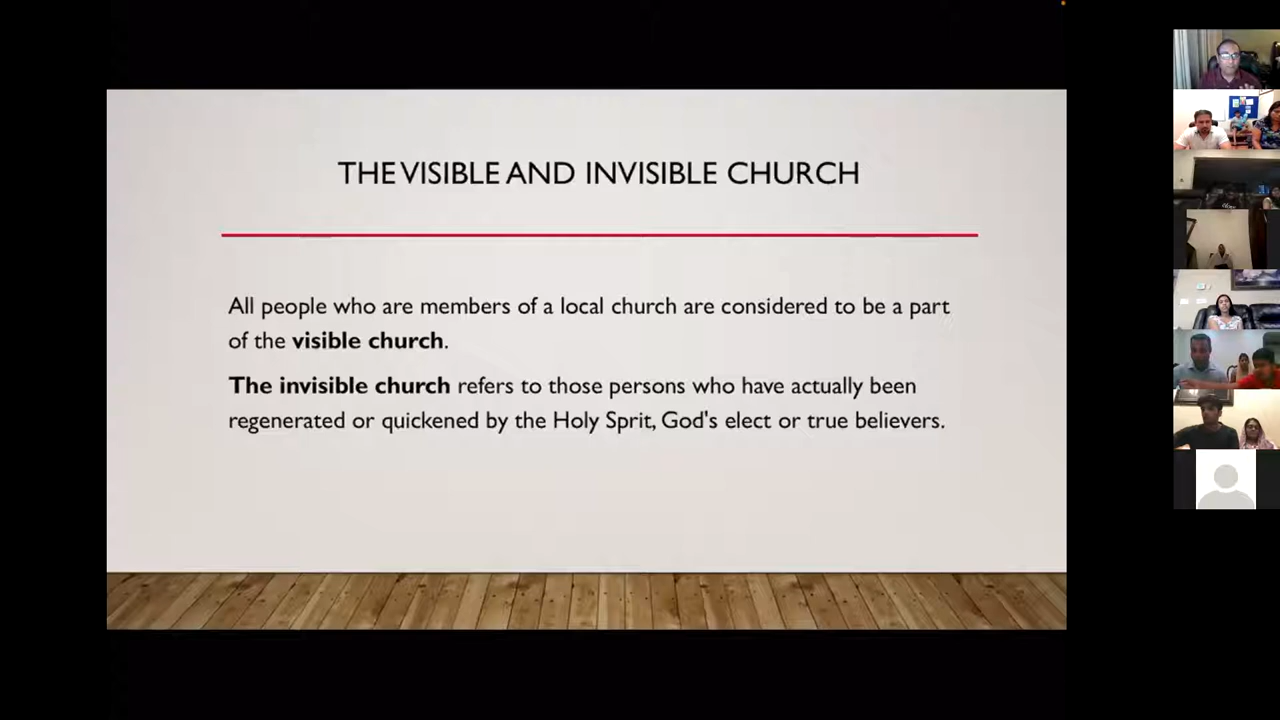 THE VISIBLE AND INVISIBLE CHURCH
All people who are members of a local church are considered to be a part
of the visible church.
The invisible church refers to those persons who have actually been
regenerated or quickened by the Holy Sprit, God's elect or true believers.